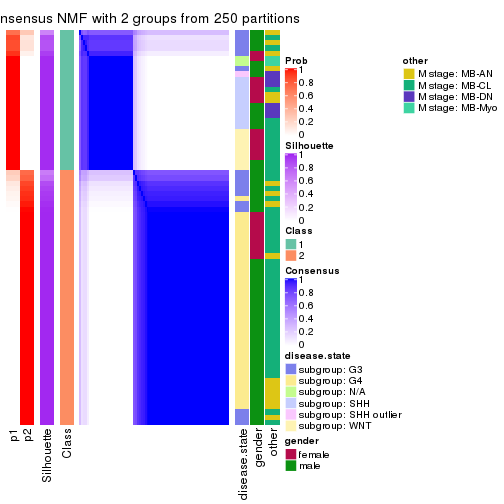 nsensus NMF with 2 groups from 250 partitions
Prob
1
0.8
0.6
0.4
0.2
0
Silhouette
1
0.8
0.6
0.4
0.2
0
Class
1
2
Consensus
1
0.8
0.6
0.4
0.2
0
disease.state
subgroup: G3
subgroup: G4
subgroup: N/A
subgroup: SHH
subgroup: SHH outlier
subgroup: WNT
gender
female
male
other
M stage: MB-AN
M stage: MB-CL
M stage: MB-DN
M stage: MB-Myo
p1
p2
Silhouette
Class
disease.state
gender
other